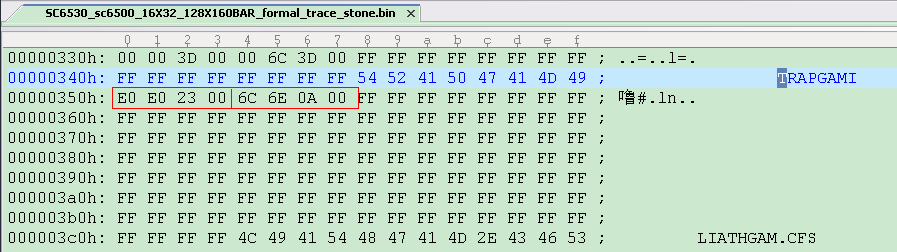 SC6530_sc6500_16X32_128X160BAR_formal_trace_stone.bin ×
0 1 2 3 4 5 6 7 8 9 a b c d e f
00000330h: 00 00 3D 00 00 6C 3D 00 FF FF FF FF FF FF FF FF ; ..=..l=.
00000340h: FF FF FF FF FF FF FF FF 54 52 41 50 47 41 4D 49 ; TRAPGAMI
00000350h: E0 E0 23 00 6C 6E 0A 00 FF FF FF FF FF FF FF FF ; 噜#.ln..
00000360h: FF FF FF FF FF FF FF FF FF FF FF FF FF FF FF FF ;
00000370h: FF FF FF FF FF FF FF FF FF FF FF FF FF FF FF FF ;
00000380h: FF FF FF FF FF FF FF FF FF FF FF FF FF FF FF FF ;
00000390h: FF FF FF FF FF FF FF FF FF FF FF FF FF FF FF FF ;
000003a0h: FF FF FF FF FF FF FF FF FF FF FF FF FF FF FF FF ;
000003b0h: FF FF FF FF FF FF FF FF FF FF FF FF FF FF FF FF ;
000003c0h: FF FF FF FF 4C 49 41 54 48 47 41 4D 2E 43 46 53 ; LIATHGAM.CFS